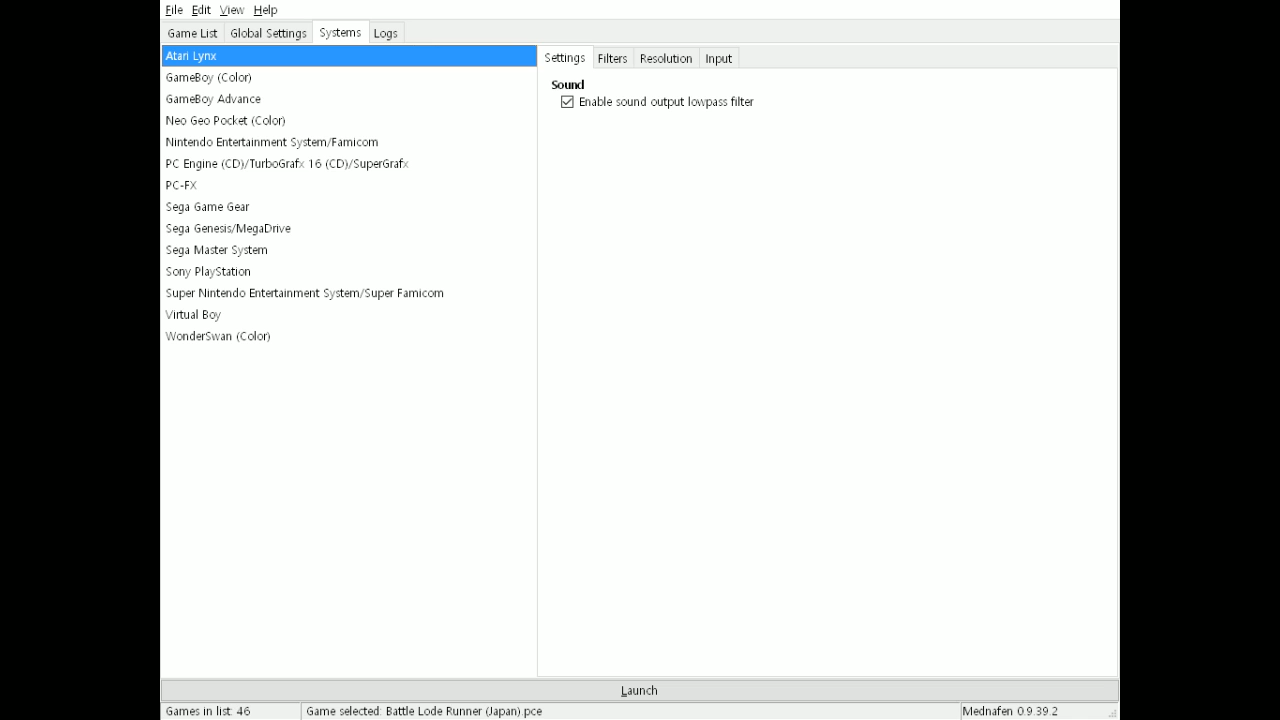 File Edit View Help
Game List Global Settings Systems Logs
Atari Lynx
GameBoy (Color)
GameBoy Advance
Neo Geo Pocket (Color)
Nintendo Entertainment System/Famicom
PC Engine (CD)/TurboGrafx 16 (CD)/SuperGrafx
PC-FX
Sega Game Gear
Sega Genesis/MegaDrive
Sega Master System
Sony PlayStation
Super Nintendo Entertainment System/Super Famicom
Virtual Boy
WonderSwan (Color)
Settings Filters Resolution Input
Sound
Enable sound output lowpass filter
Launch
Games in list: 46
Game selected: Battle Lode Runner (Japan).pce
Mednafen 0.9.39.2